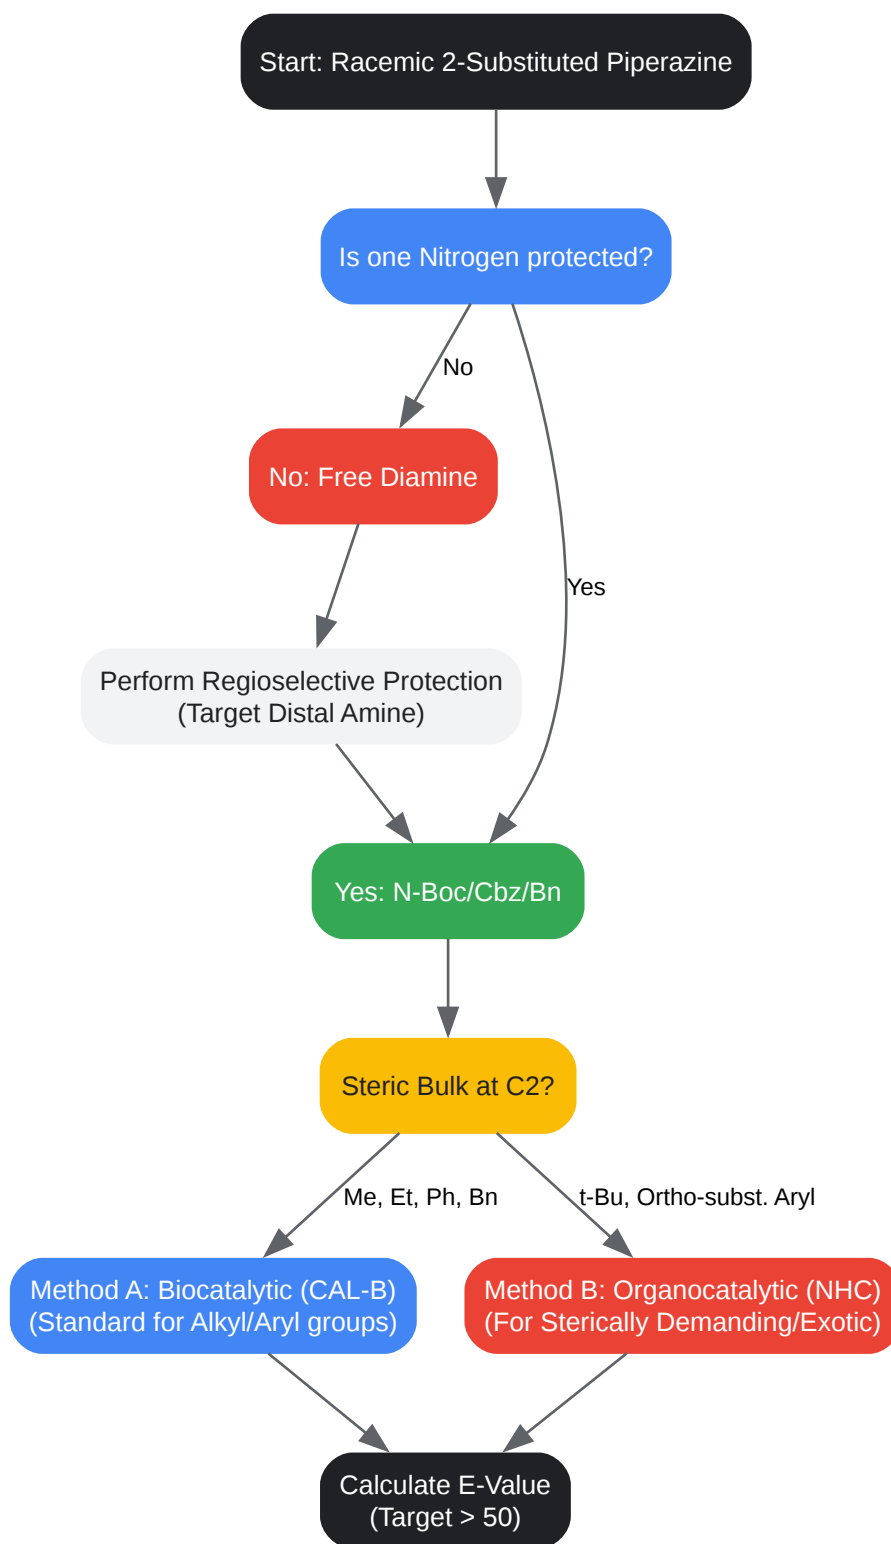 Start: Racemic 2-Substituted Piperazine
Is one Nitrogen protected?
No
No: Free Diamine
Yes
Perform Regioselective Protection
(Target Distal Amine)
Yes: N-Boc/Cbz/Bn
Steric Bulk at C2?
Me, Et, Ph, Bn
t-Bu, Ortho-subst. Aryl
Method A: Biocatalytic (CAL-B)
(Standard for Alkyl/Aryl groups)
Method B: Organocatalytic (NHC)
(For Sterically Demanding/Exotic)
Calculate E-Value
(Target > 50)